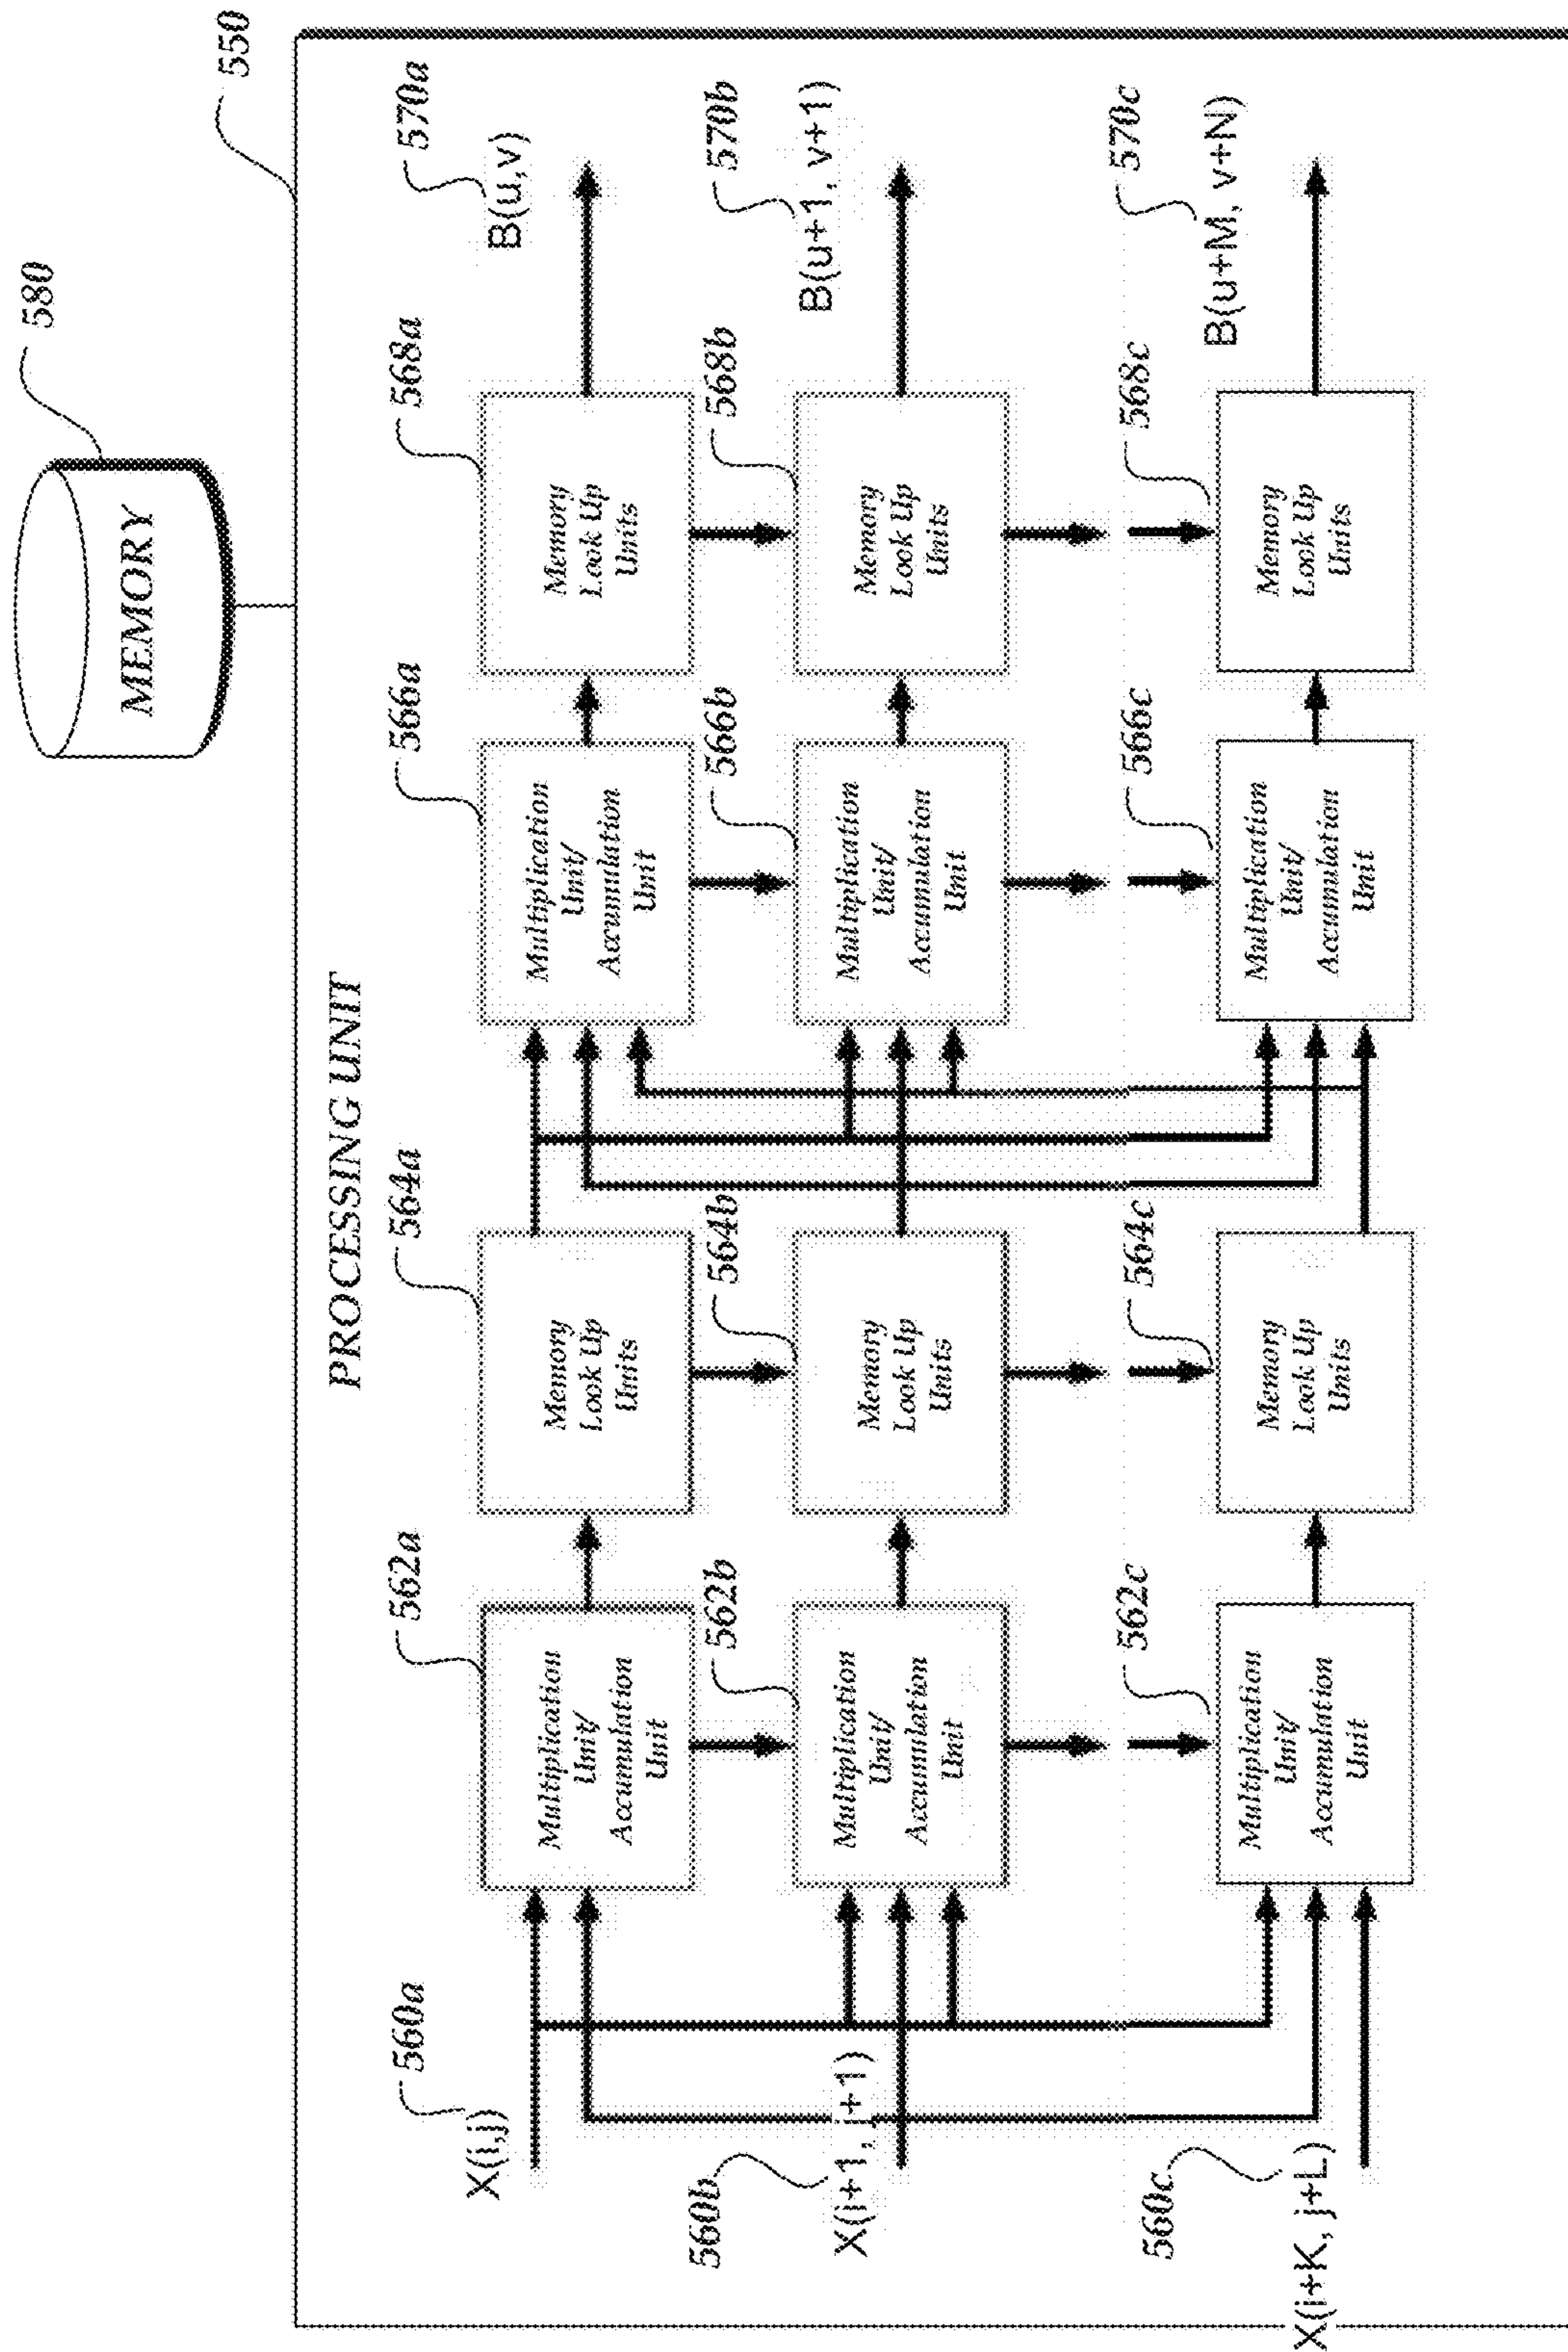 580
MEMORY
550
PROCESSING UNIT
560a
X(i,j)
562a
Multiplication
Unit/
Accumulation
Unit
564a
Memory
Look Up
Units
566a
Multiplication
Unit/
Accumulation
Unit
568a
Memory
Look Up
Units
570a
B(u,v)
560b
X(i+1, j+1)
562b
Multiplication
Unit/
Accumulation
Unit
564b
Memory
Look Up
Units
566b
Multiplication
Unit/
Accumulation
Unit
568b
Memory
Look Up
Units
570b
B(u+1, v+1)
560c
X(i+K, j+L)
562c
Multiplication
Unit/
Accumulation
Unit
564c
Memory
Look Up
Units
566c
Multiplication
Unit/
Accumulation
Unit
568c
Memory
Look Up
Units
570c
B(u+M, v+N)